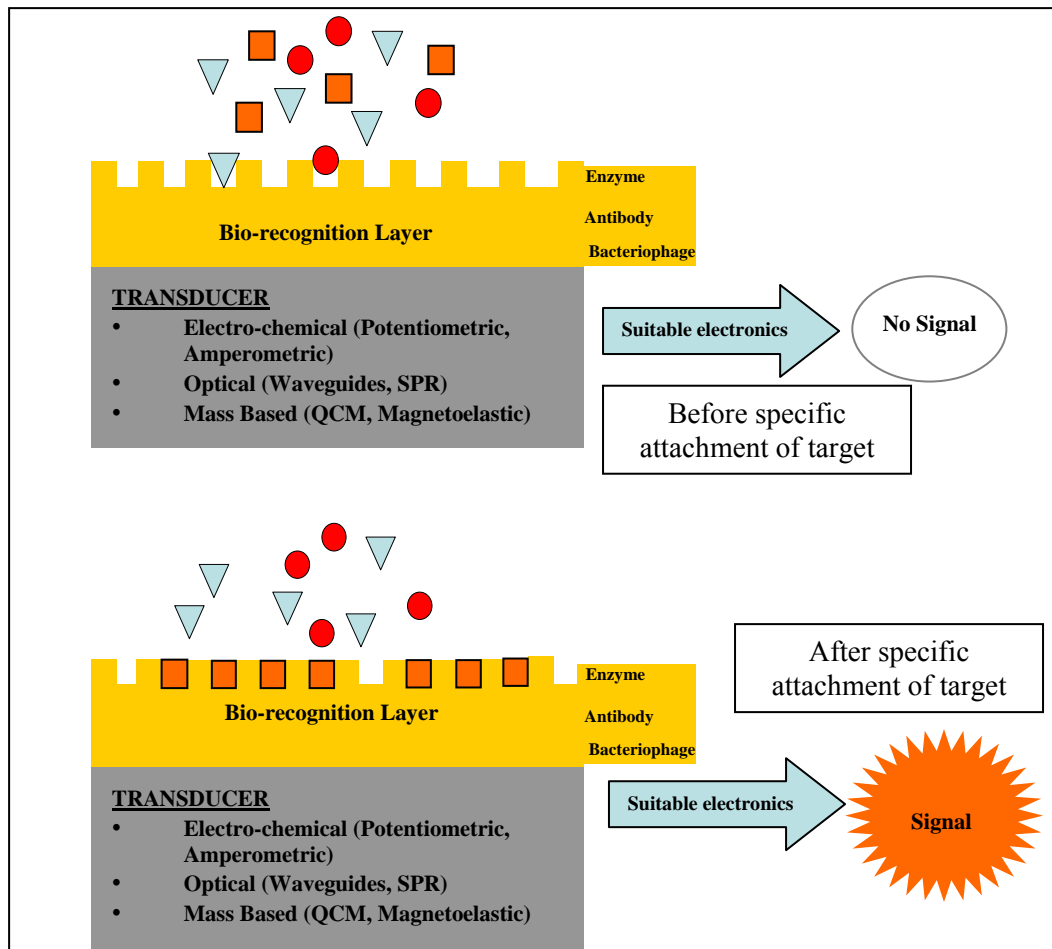 Enzyme
Antibody
Bio-recognition Layer
Bacteriophage
TRANSDUCER
• Electro-chemical (Potentiometric,
Amperometric)
• Optical (Waveguides, SPR)
• Mass Based (QCM, Magnetoelastic)
Suitable electronics
No Signal
Before specific
attachment of target
After specific
attachment of target
Enzyme
Bio-recognition Layer
Antibody
Bacteriophage
TRANSDUCER
• Electro-chemical (Potentiometric,
Amperometric)
• Optical (Waveguides, SPR)
• Mass Based (QCM, Magnetoelastic)
Suitable electronics
Signal